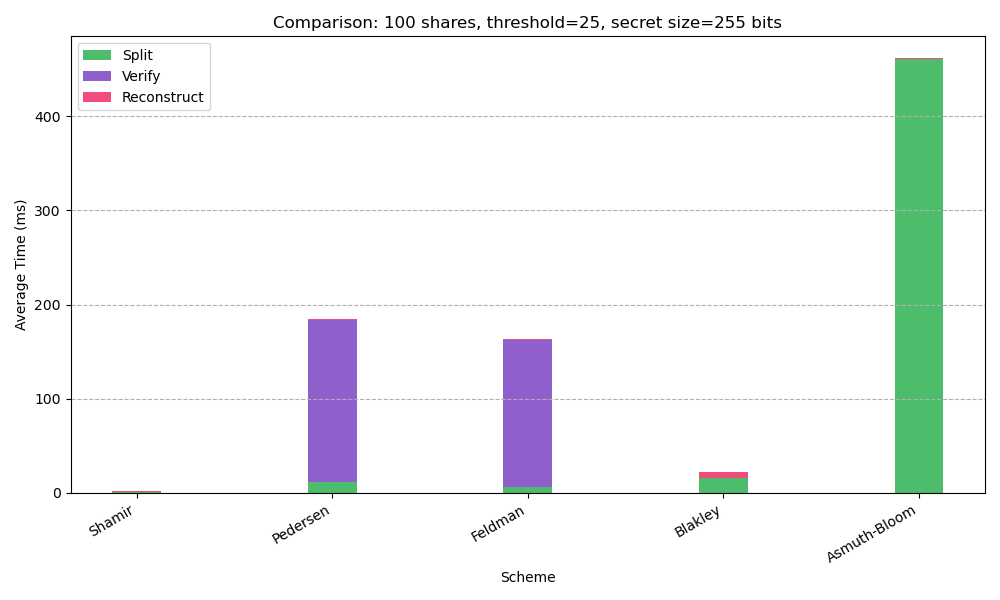 Comparison: 100 shares, threshold=25, secret size=255 bits
Split
Verify
Reconstruct
400
300
200
100
0
Average Time (ms)
Shamir
Pedersen
Feldman
Blakley
Asmuth-Bloom
Scheme